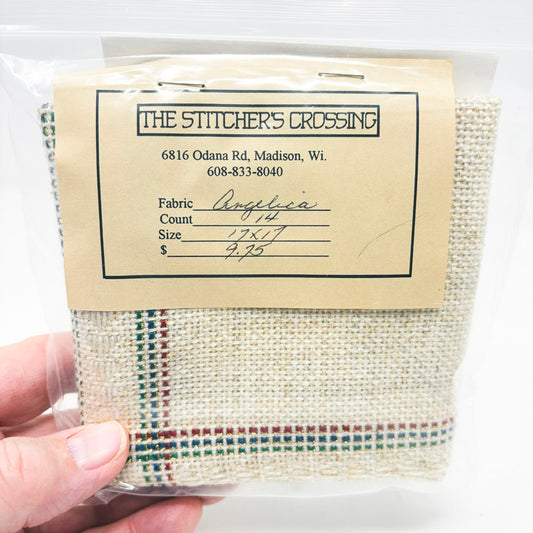 THE STITCHER'S CROSSING
6816 Odana Rd, Madison, Wi.
608-833-8040
Fabric Angelica
Count 14
Size 17x17
$ 9.75